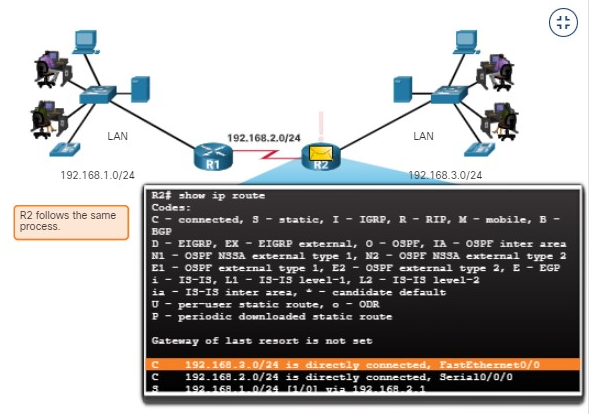 192.168.2.0/24
LAN
LAN
R1
R2
192.168.1.0/24
192.168.3.0/24
R2 follows the same
process.
R2# show ip route
Codes:
C - connected, S - static, I - IGRP, R - RIP, M - mobile, B -
BGP
D - EIGRP, EX - EIGRP external, O - OSPF, IA - OSPF inter area
N1 - OSPF NSSA external type 1, N2 - OSPF NSSA external type 2
E1 - OSPF external type 1, E2 - OSPF external type 2, E - EGP
i - IS-IS, L1 - IS-IS level-1, L2 - IS-IS level-2
ia - IS-IS inter area, * - candidate default
U - per-user static route, o - ODR
P - periodic downloaded static route
Gateway of last resort is not set
C 192.168.3.0/24 is directly connected, FastEthernet0/0
C 192.168.2.0/24 is directly connected, Serial0/0/0
S 192.168.1.0/24 [1/0] via 192.168.2.1